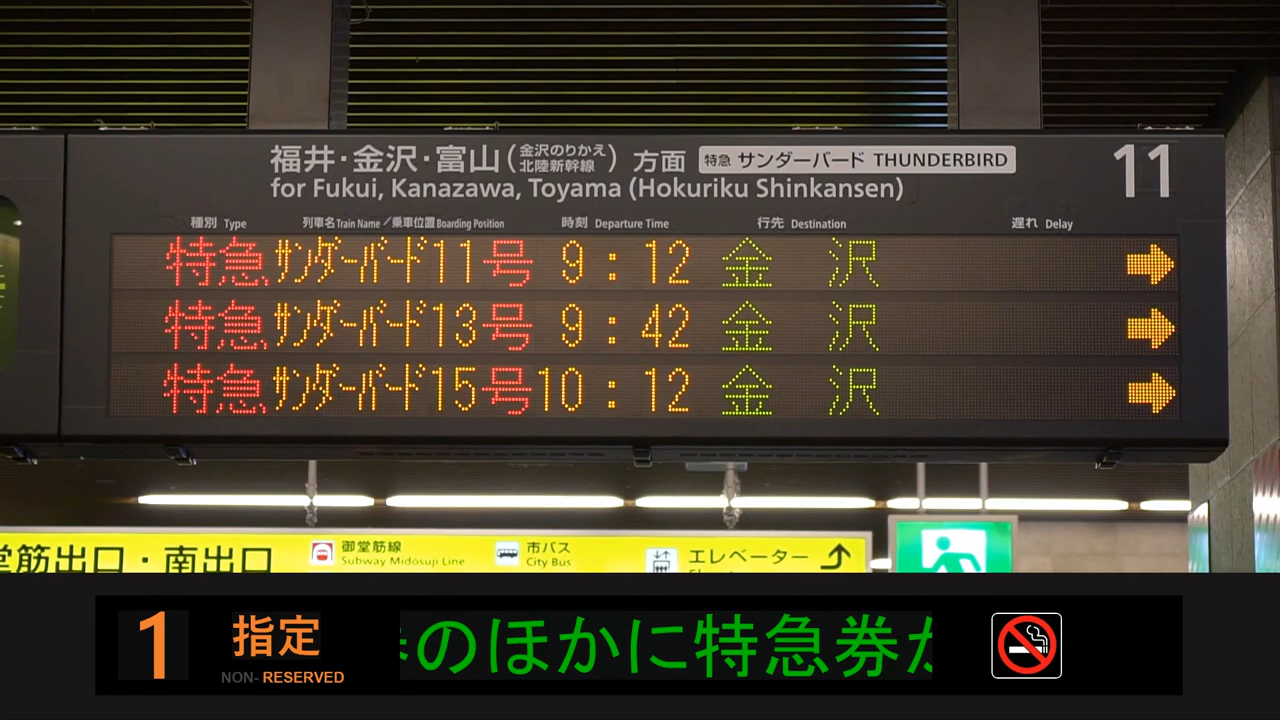 福井・金沢・富山(金沢のりかえ 北陸新幹線)方面 特急 サンダーバード THUNDERBIRD 11
for Fukui, Kanazawa, Toyama (Hokuriku Shinkansen)
種別 Type 列車名 Train Name／乗車位置 Boarding Position 時刻 Departure Time 行先 Destination 遅れ Delay
特急 サンダーバード11号 9:12 金沢 →
特急 サンダーバード13号 9:42 金沢 →
特急 サンダーバード15号 10:12 金沢 →
堂筋出口・南出口
御堂筋線
Subway Midosuji Line
市バス
City Bus
エレベーター
1 指定
NON-RESERVED
のほかに特急券が